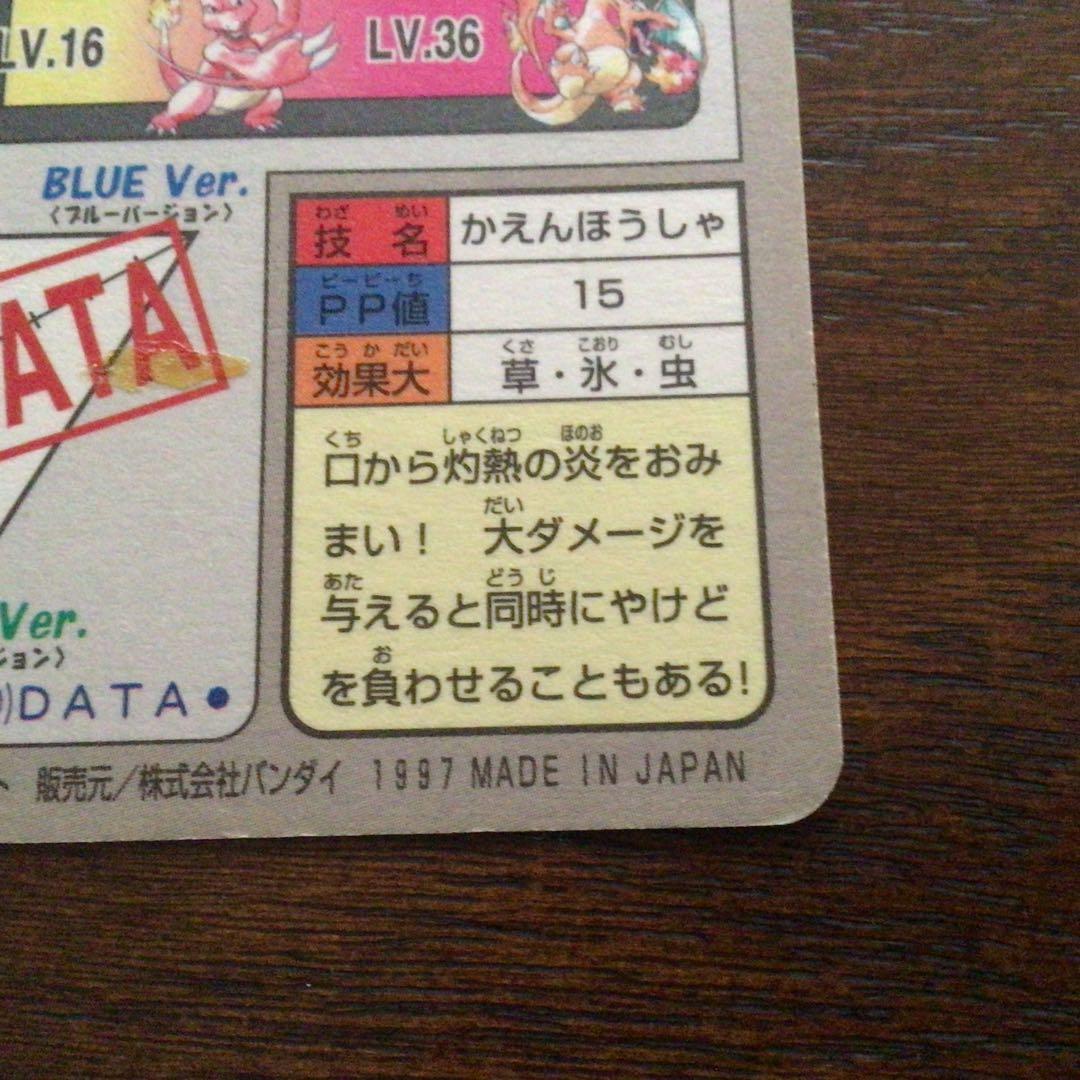 LV.16
LV.36
BLUE Ver.
〈ブルーバージョン〉
ATA
Ver.
ョン〉
DATA●
技名 かえんほうしゃ
わざ めい
PP値 15
ピーピーち
効果大 草・氷・虫
こうかだい くさ こおり むし
くち しゃくねつ ほのお
口から灼熱の炎をおみ
だい
まい! 大ダメージを
あた どうじ
与えると同時にやけど
お
を負わせることもある!
販売元/株式会社バンダイ 1997 MADE IN JAPAN